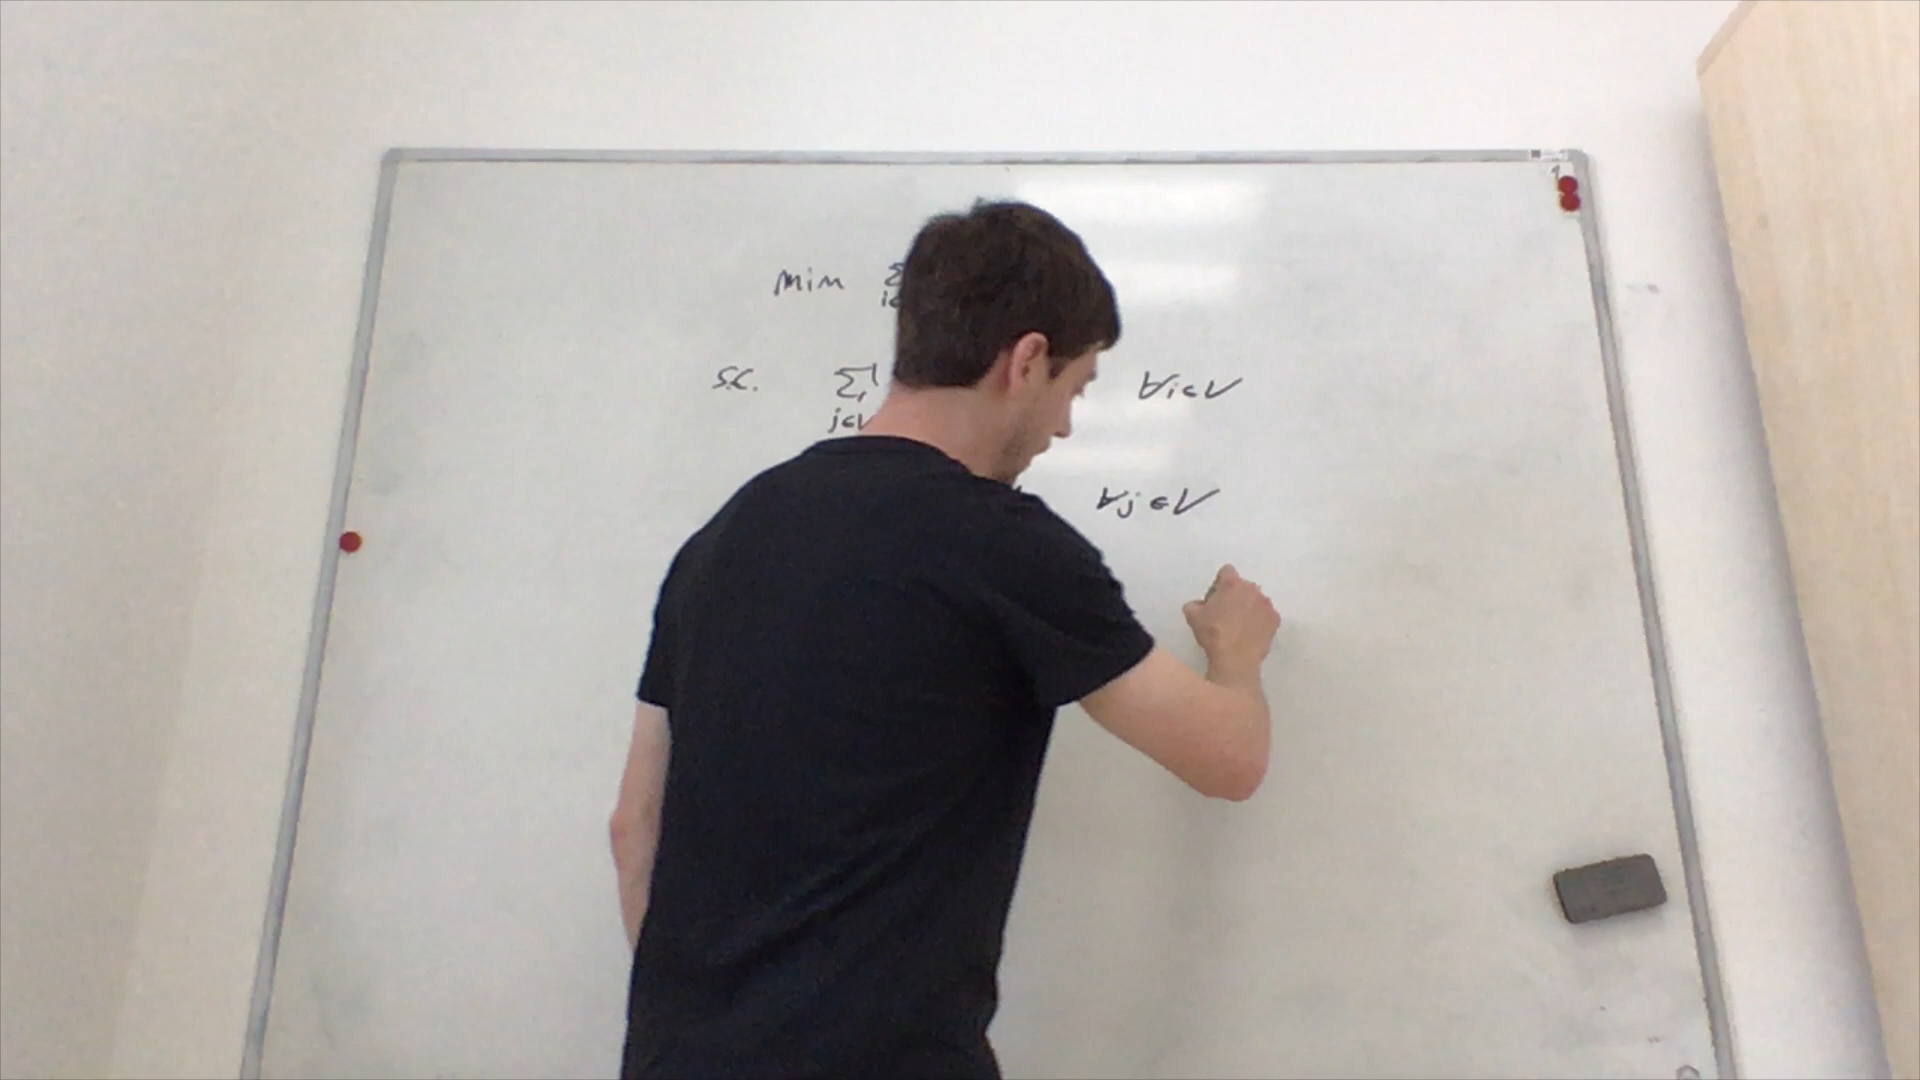 min Σ
S.C. Σ ∀i∈V
j∈V
∀j∈V